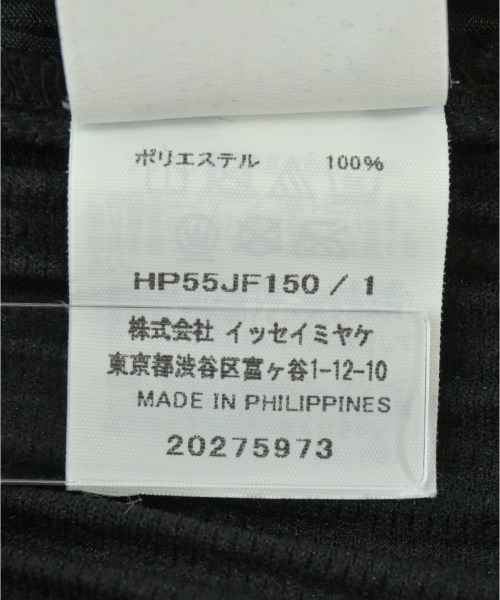 ポリエステル 100%
HP55JF150 / 1
株式会社 イッセイミヤケ
東京都渋谷区富ヶ谷1-12-10
MADE IN PHILIPPINES
20275973